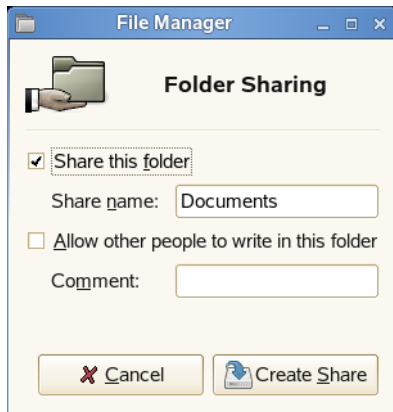 File Manager
Folder Sharing
Share this folder
Share name: Documents
Allow other people to write in this folder
Comment:
Cancel Create Share